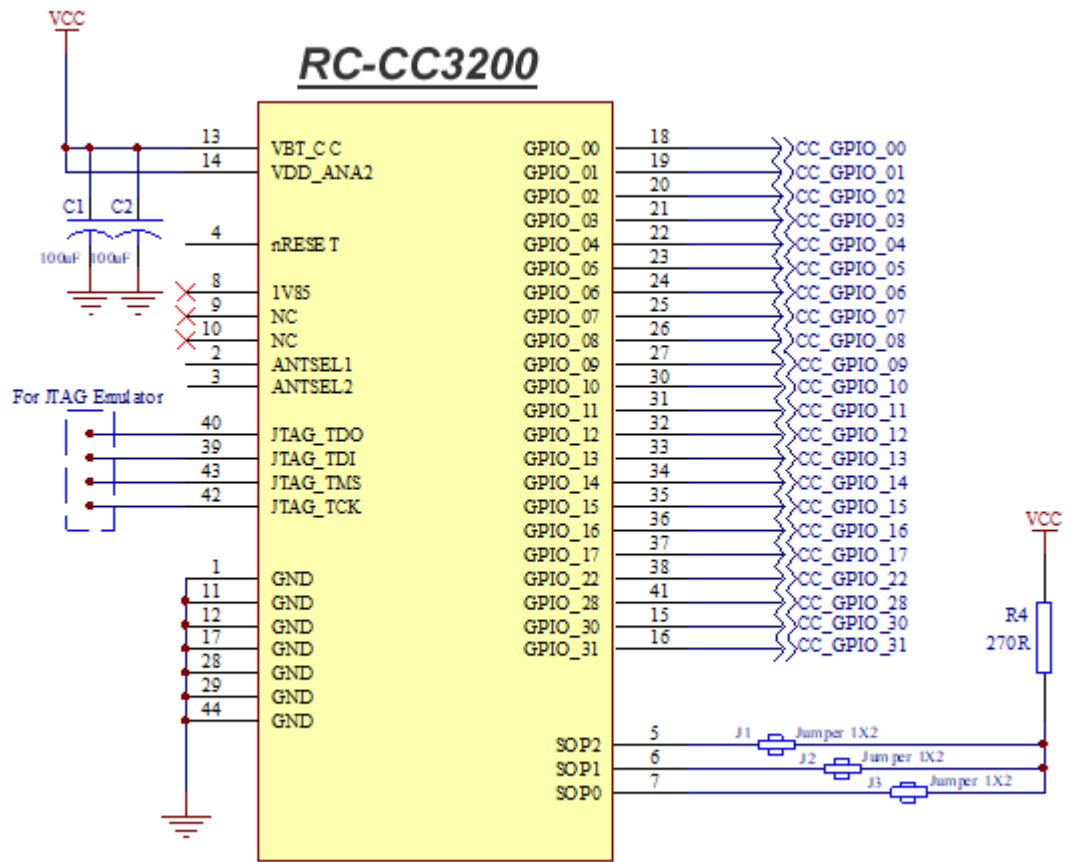 VCC
RC-CC3200
13 VBT_CC GPIO_00 18 CC_GPIO_00
14 VDD_ANA2 GPIO_01 19 CC_GPIO_01
GPIO_02 20 CC_GPIO_02
C1 C2 GPIO_03 21 CC_GPIO_03
4 nRESET GPIO_04 22 CC_GPIO_04
100uF 100uF GPIO_05 23 CC_GPIO_05
8 1V85 GPIO_06 24 CC_GPIO_06
9 NC GPIO_07 25 CC_GPIO_07
10 NC GPIO_08 26 CC_GPIO_08
2 ANTSEL1 GPIO_09 27 CC_GPIO_09
3 ANTSEL2 GPIO_10 30 CC_GPIO_10
For JTAG Emulator GPIO_11 31 CC_GPIO_11
40 JTAG_TDO GPIO_12 32 CC_GPIO_12
39 JTAG_TDI GPIO_13 33 CC_GPIO_13
43 JTAG_TMS GPIO_14 34 CC_GPIO_14
42 JTAG_TCK GPIO_15 35 CC_GPIO_15
GPIO_16 36 CC_GPIO_16
VCC
GPIO_17 37 CC_GPIO_17
1 GND GPIO_22 38 CC_GPIO_22
11 GND GPIO_28 41 CC_GPIO_28
12 GND GPIO_30 15 CC_GPIO_30
17 GND GPIO_31 16 CC_GPIO_31
R4
270R
28 GND
29 GND
44 GND
SOP2 5 J1 Jumper 1X2
SOP1 6 J2 Jumper 1X2
SOP0 7 J3 Jumper 1X2